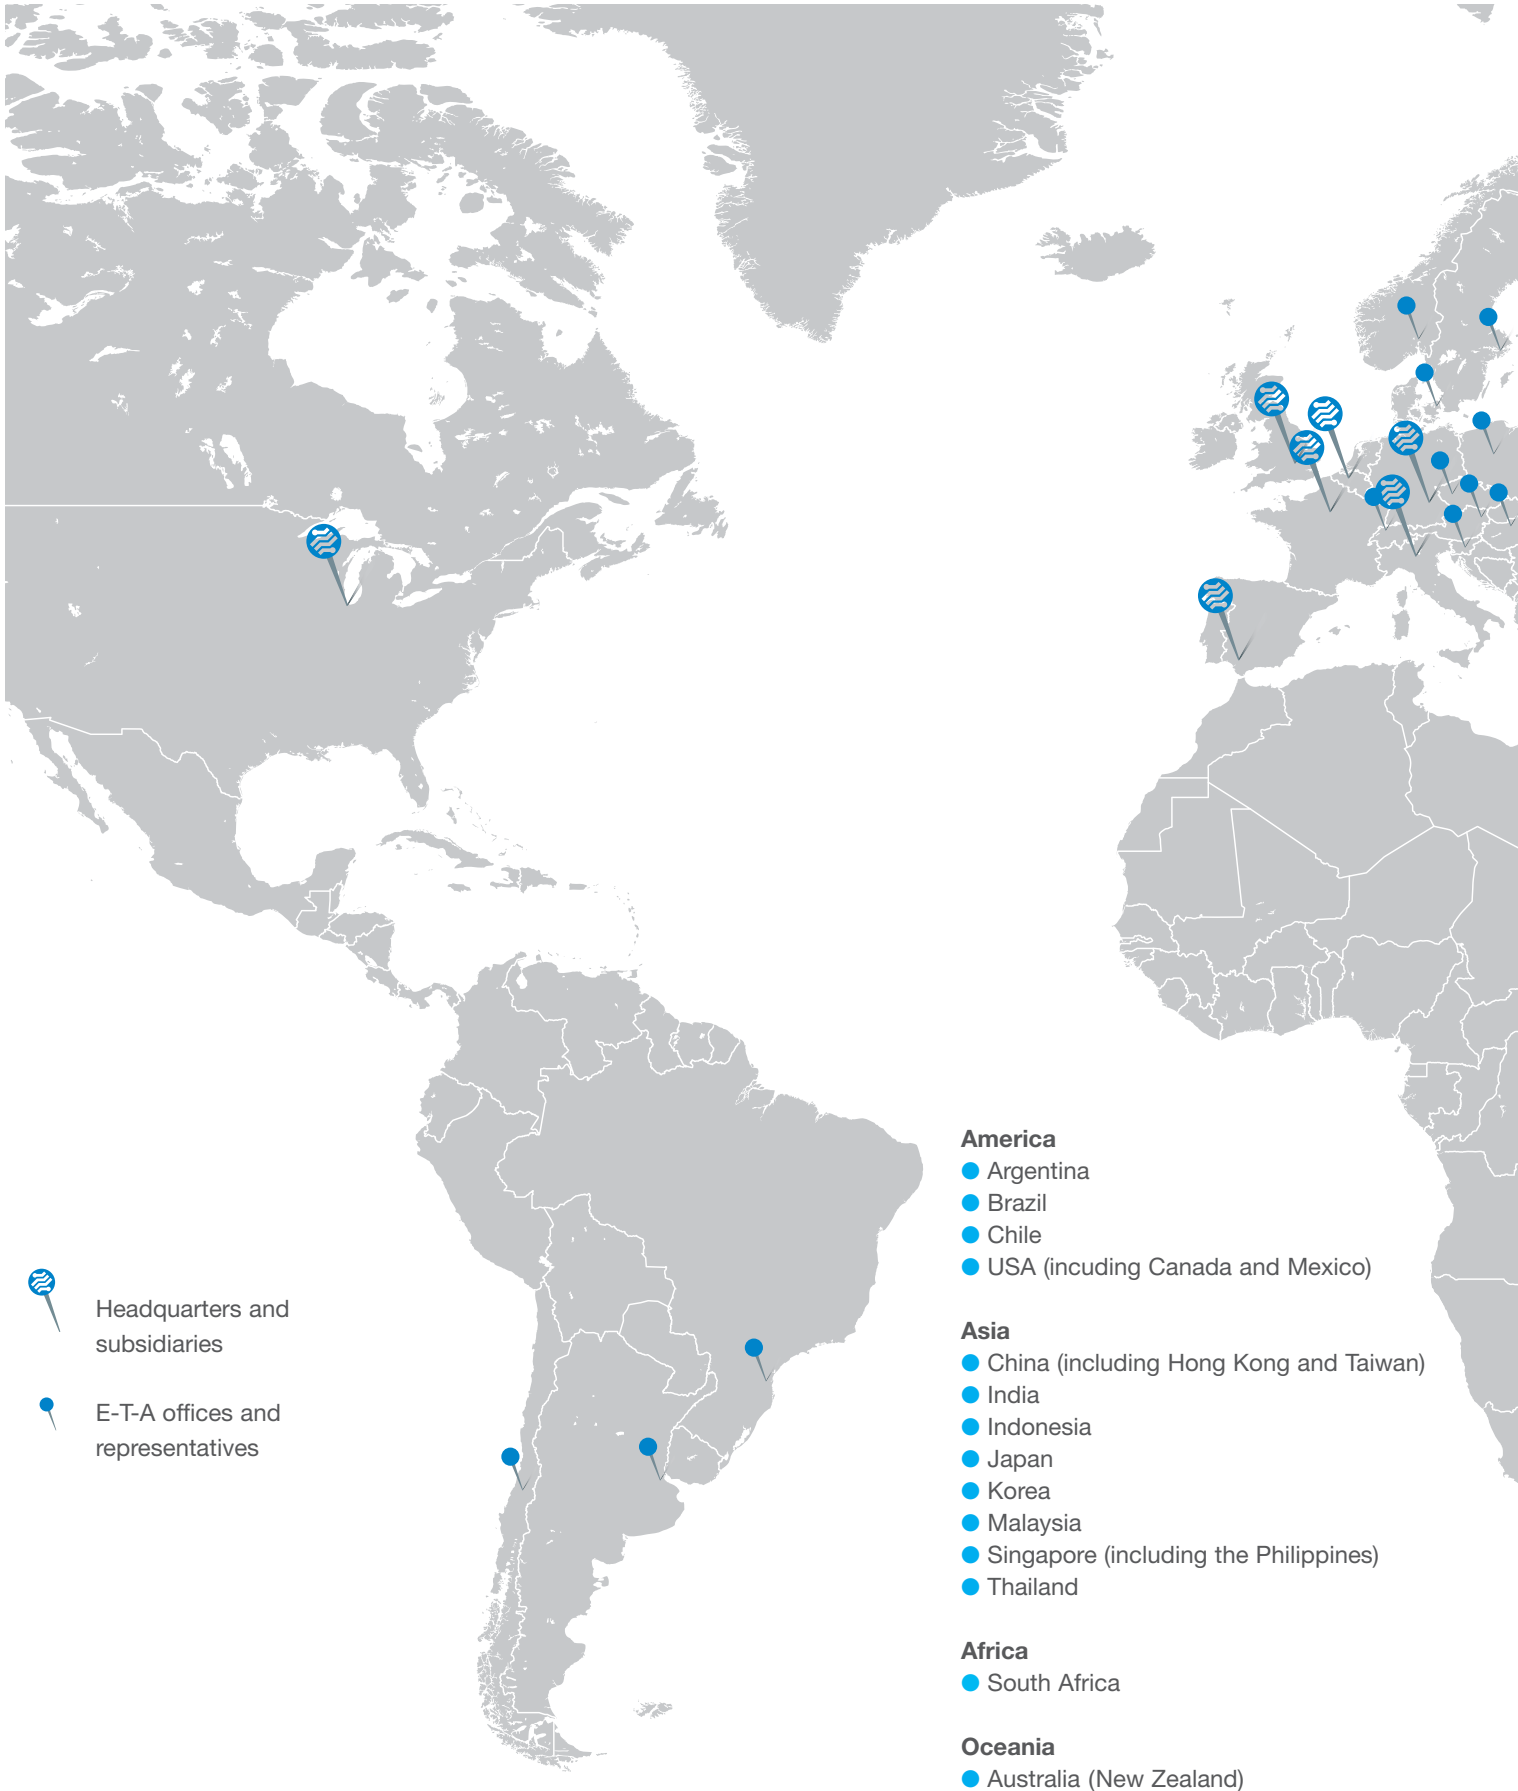 America
Argentina
Brazil
Chile
USA (incuding Canada and Mexico)
Asia
China (including Hong Kong and Taiwan)
India
Indonesia
Japan
Korea
Malaysia
Singapore (including the Philippines)
Thailand
Africa
South Africa
Oceania
Australia (New Zealand)
Headquarters and
subsidiaries
E-T-A offices and
representatives